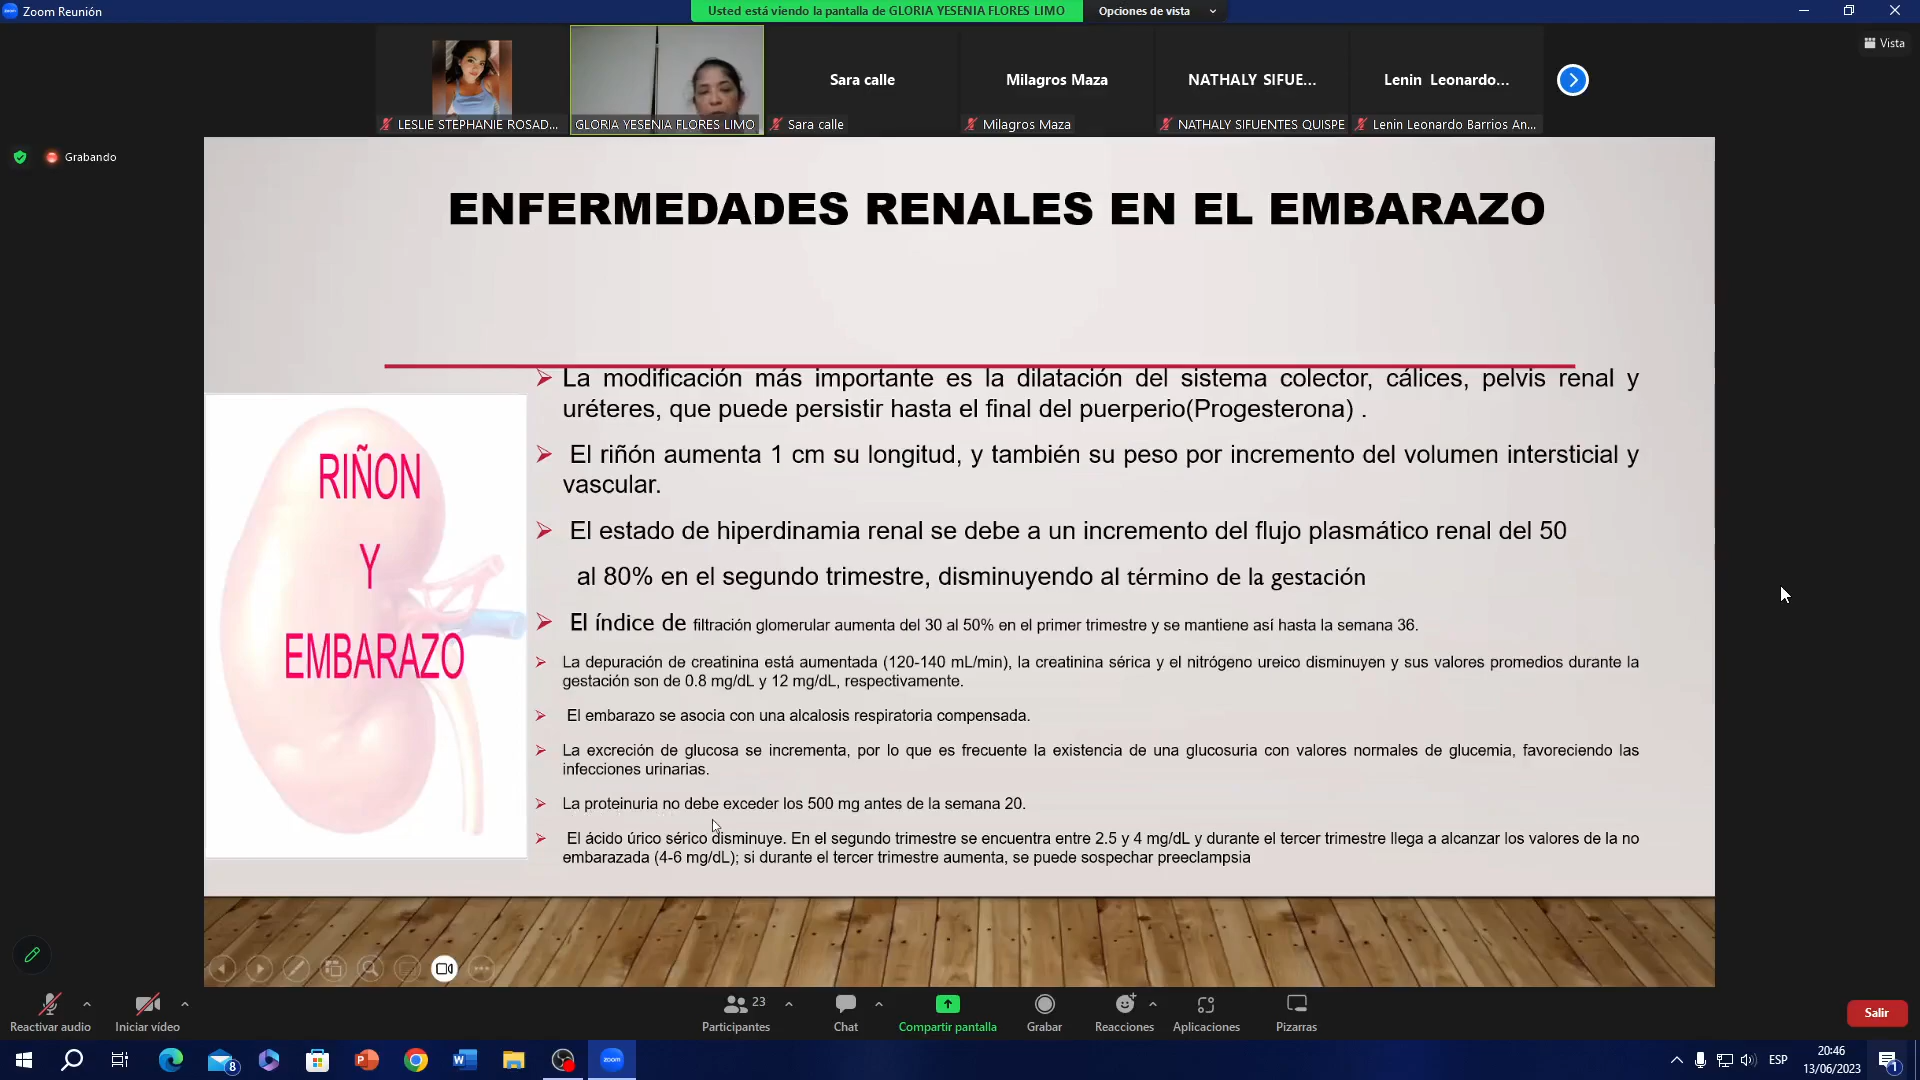 Zoom Reunión
Usted está viendo la pantalla de GLORIA YESENIA FLORES LIMO
Opciones de vista
Vista
Sara calle
Milagros Maza
NATHALY SIFUE...
Lenin Leonardo...
LESLIE STEPHANIE ROSAD...
GLORIA YESENIA FLORES LIMO
Sara calle
Milagros Maza
NATHALY SIFUENTES QUISPE
Lenin Leonardo Barrios An...
Grabando
ENFERMEDADES RENALES EN EL EMBARAZO
RIÑON
Y
EMBARAZO
La modificación más importante es la dilatación del sistema colector, cálices, pelvis renal y
uréteres, que puede persistir hasta el final del puerperio(Progesterona) .
El riñón aumenta 1 cm su longitud, y también su peso por incremento del volumen intersticial y
vascular.
El estado de hiperdinamia renal se debe a un incremento del flujo plasmático renal del 50
al 80% en el segundo trimestre, disminuyendo al término de la gestación
El índice de filtración glomerular aumenta del 30 al 50% en el primer trimestre y se mantiene así hasta la semana 36.
La depuración de creatinina está aumentada (120-140 mL/min), la creatinina sérica y el nitrógeno ureico disminuyen y sus valores promedios durante la
gestación son de 0.8 mg/dL y 12 mg/dL, respectivamente.
El embarazo se asocia con una alcalosis respiratoria compensada.
La excreción de glucosa se incrementa, por lo que es frecuente la existencia de una glucosuria con valores normales de glucemia, favoreciendo las
infecciones urinarias.
La proteinuria no debe exceder los 500 mg antes de la semana 20.
El ácido úrico sérico disminuye. En el segundo trimestre se encuentra entre 2.5 y 4 mg/dL y durante el tercer trimestre llega a alcanzar los valores de la no
embarazada (4-6 mg/dL); si durante el tercer trimestre aumenta, se puede sospechar preeclampsia
Reactivar audio
Iniciar vídeo
23
Participantes
Chat
Compartir pantalla
Grabar
Reacciones
Aplicaciones
Pizarras
Salir
8
zoom
ESP
20:46
13/06/2023
1